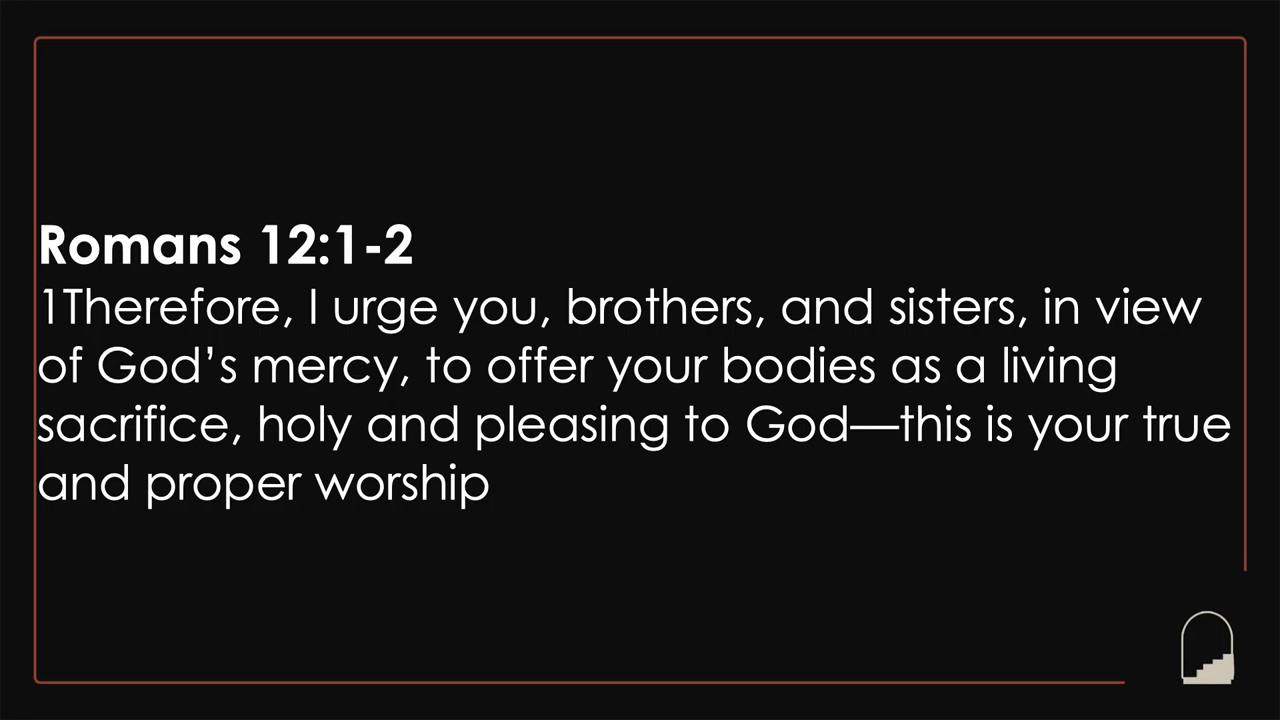 Romans 12:1-2
1Therefore, I urge you, brothers, and sisters, in view
of God’s mercy, to offer your bodies as a living
sacrifice, holy and pleasing to God—this is your true
and proper worship